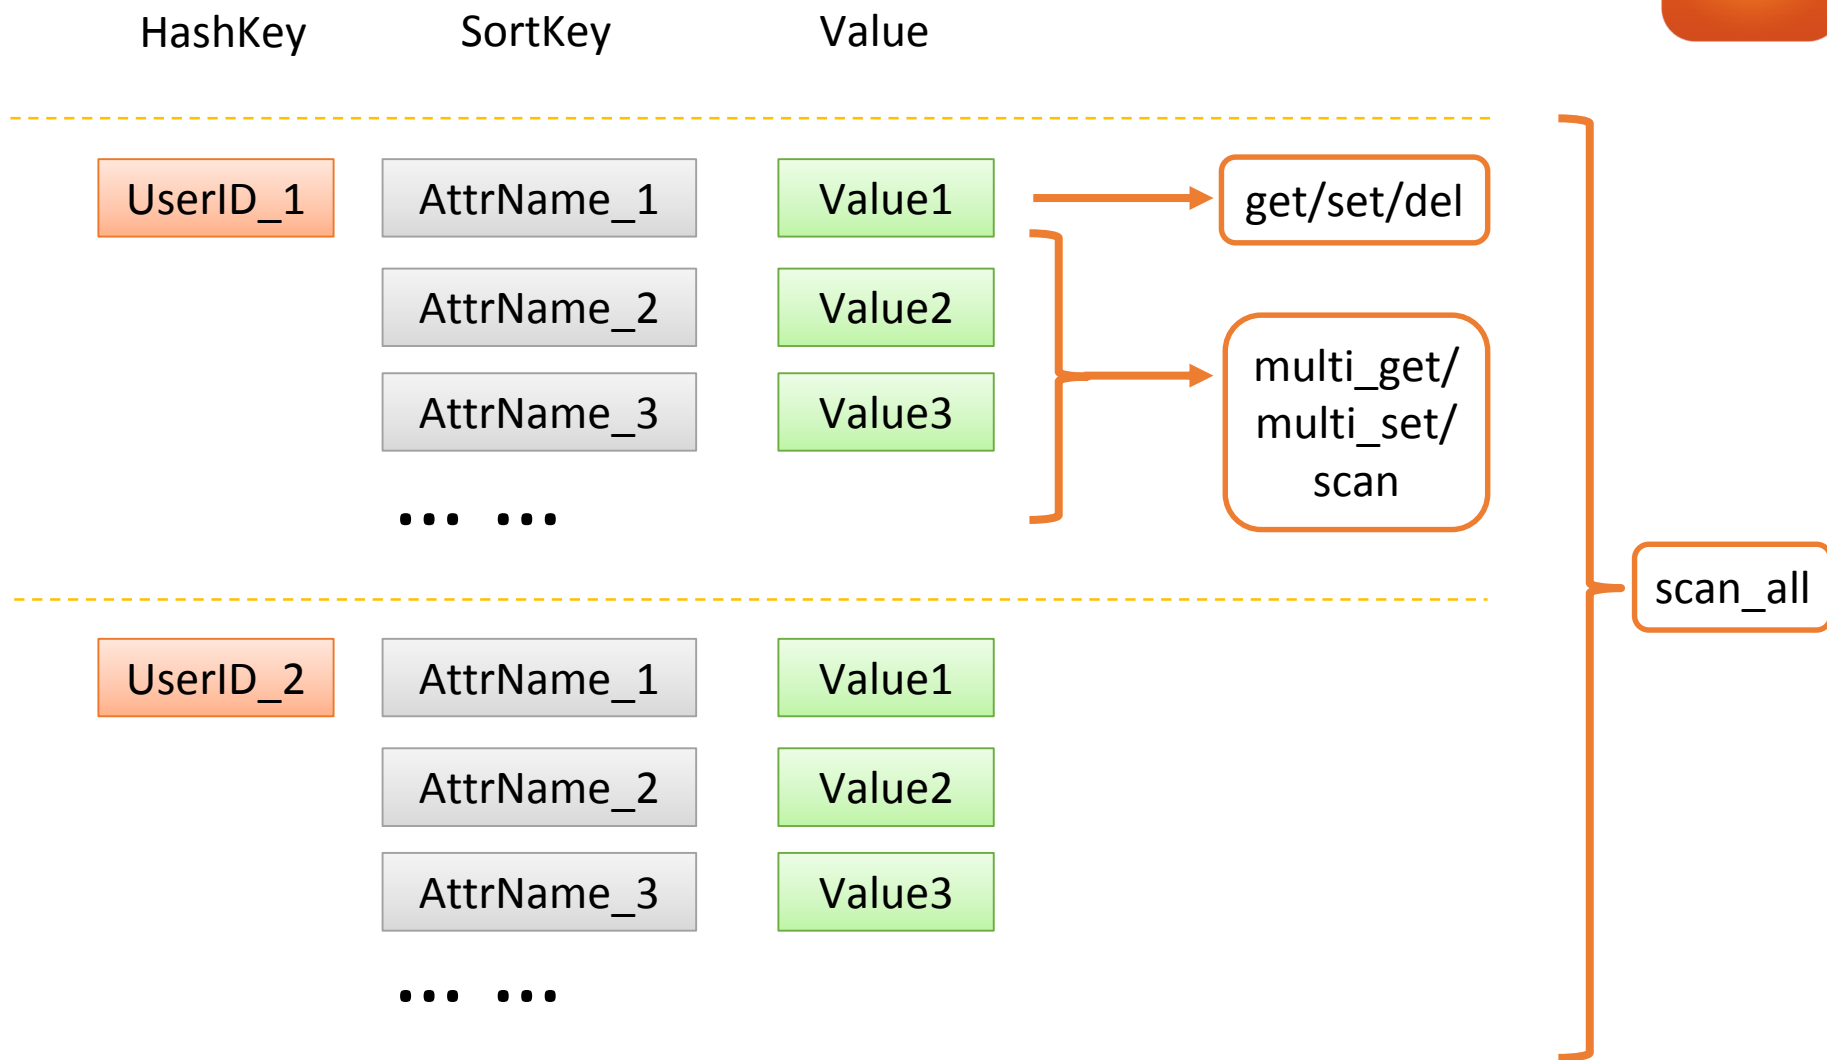 HashKey SortKey Value
UserID_1 AttrName_1 Value1 get/set/del
AttrName_2 Value2
AttrName_3 Value3
multi_get/
multi_set/
scan
... ...
scan_all
UserID_2 AttrName_1 Value1
AttrName_2 Value2
AttrName_3 Value3
... ...